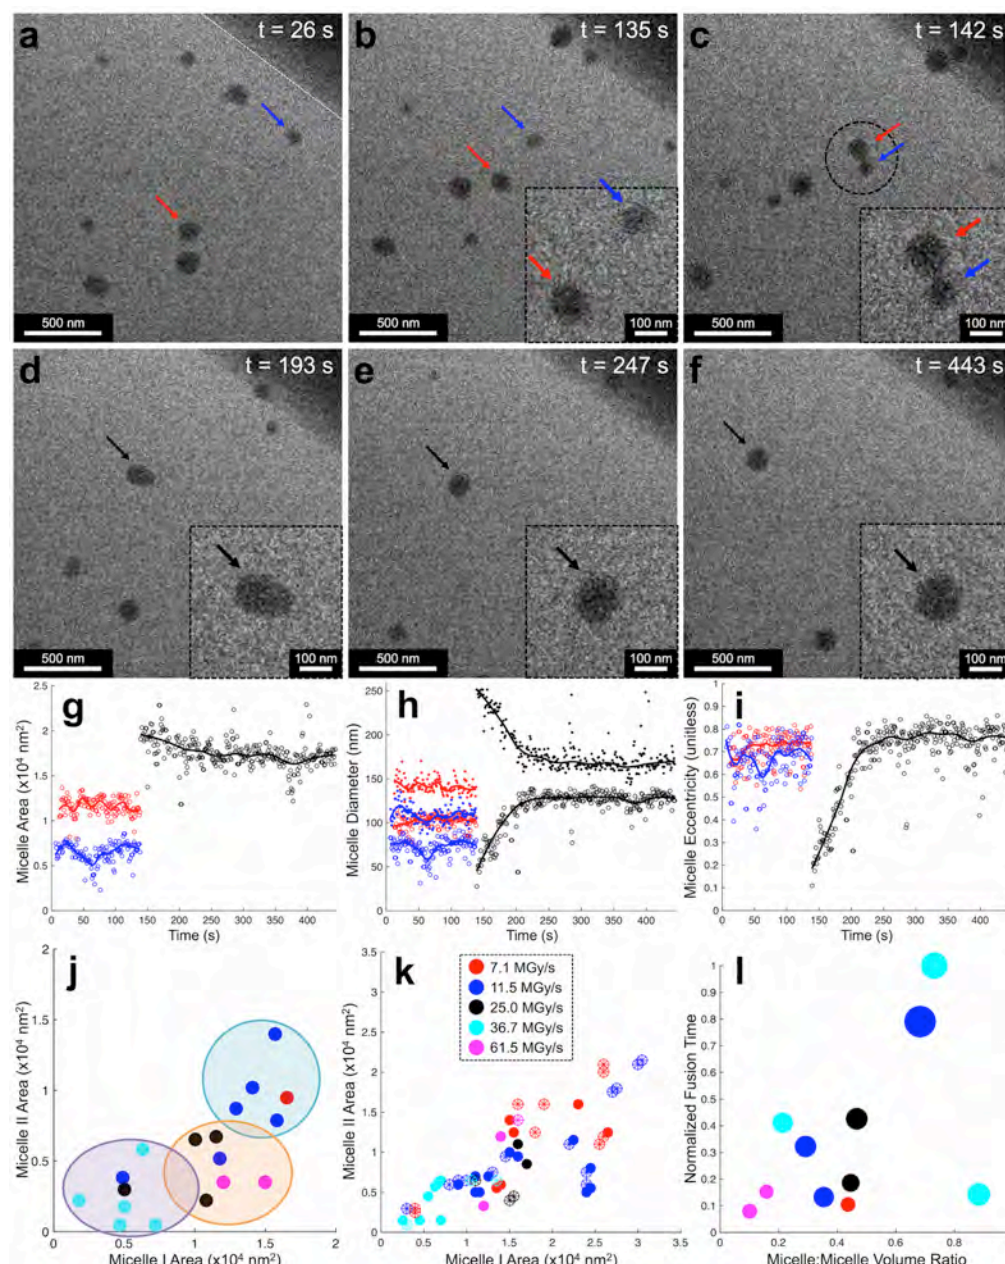 a
t = 26 s
500 nm
b
t = 135 s
500 nm
100 nm
c
t = 142 s
500 nm
100 nm
d
t = 193 s
500 nm
100 nm
e
t = 247 s
500 nm
100 nm
f
t = 443 s
500 nm
100 nm
g
Micelle Area (x10⁴ nm²)
2.5
2
1.5
1
0.5
0
0 50 100 150 200 250 300 350 400
Time (s)
h
Micelle Diameter (nm)
250
200
150
100
50
0
0 50 100 150 200 250 300 350 400
Time (s)
i
Micelle Eccentricity (unitless)
1
0.9
0.8
0.7
0.6
0.5
0.4
0.3
0.2
0.1
0
0 50 100 150 200 250 300 350 400
Time (s)
j
Micelle II Area (x10⁴ nm²)
2
1.5
1
0.5
0
0 0.5 1 1.5 2
Micelle I Area (x10⁴ nm²)
k
Micelle II Area (x10⁴ nm²)
3.5
3
2.5
2
1.5
1
0.5
0
0 0.5 1 1.5 2 2.5 3 3.5
Micelle I Area (x10⁴ nm²)
7.1 MGy/s
11.5 MGy/s
25.0 MGy/s
36.7 MGy/s
61.5 MGy/s
l
Normalized Fusion Time
1
0.9
0.8
0.7
0.6
0.5
0.4
0.3
0.2
0.1
0
0 0.2 0.4 0.6 0.8
Micelle:Micelle Volume Ratio